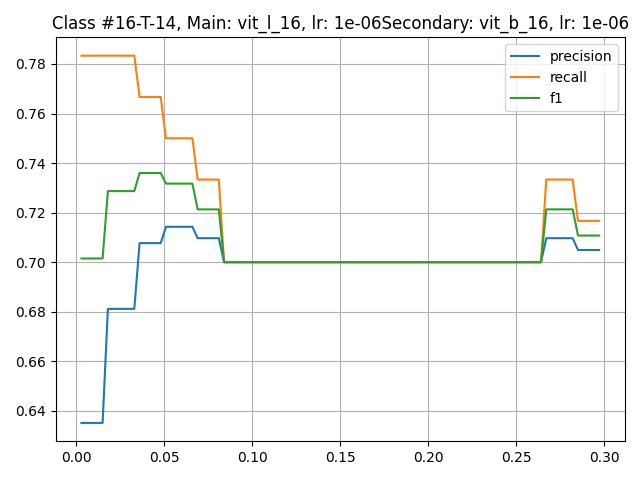 Class #16-T-14, Main: vit_l_16, lr: 1e-06Secondary: vit_b_16, lr: 1e-06
precision
recall
f1
0.78
0.76
0.74
0.72
0.70
0.68
0.66
0.64
0.00 0.05 0.10 0.15 0.20 0.25 0.30